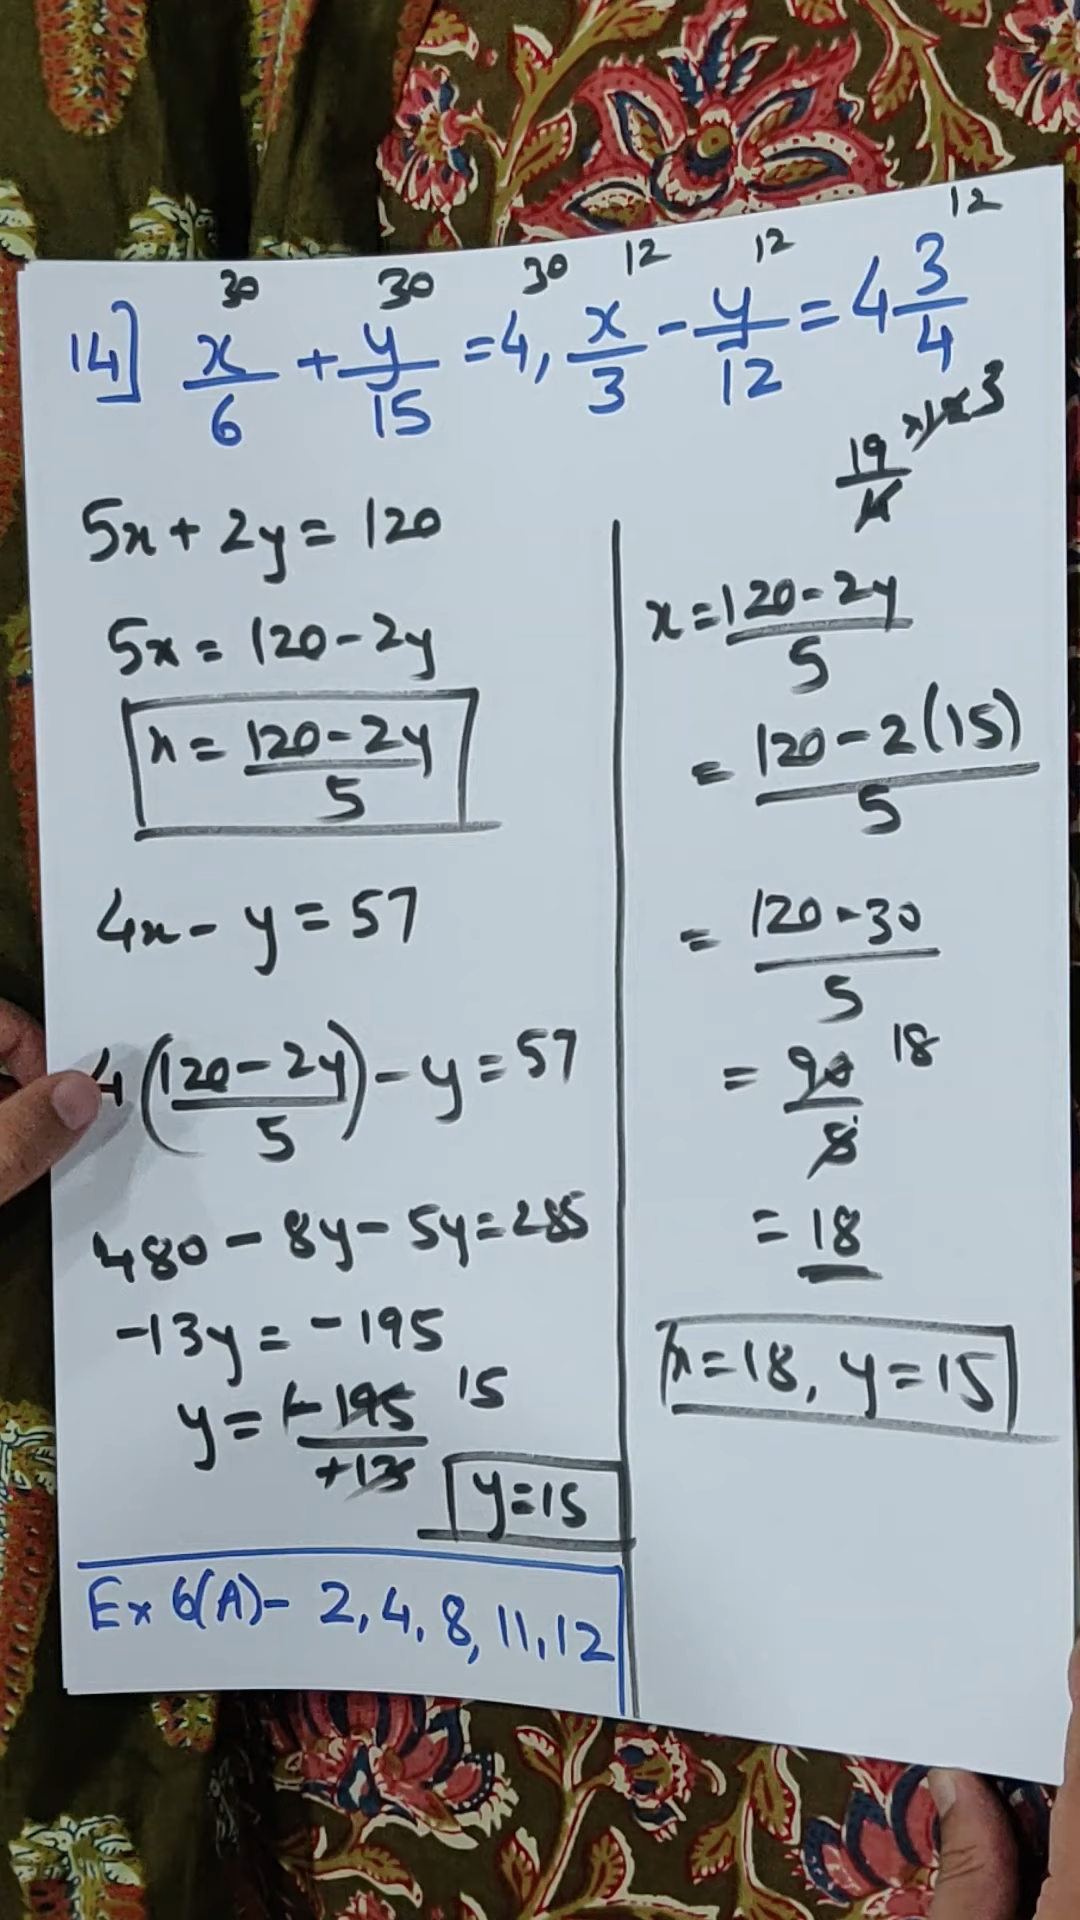 30 30 30 12 12 12
14] x/6 + y/15 = 4, x/3 - y/12 = 4 3/4
19/4 ×12 3
5x + 2y = 120
5x = 120 - 2y
x = 120 - 2y / 5
4x - y = 57
4(120 - 2y / 5) - y = 57
480 - 8y - 5y = 285
-13y = -195
y = -195 / +13 15
y = 15
Ex 6(A) - 2, 4, 8, 11, 12
x = 120 - 2y / 5
= 120 - 2(15) / 5
= 120 - 30 / 5
= 90 / 5 18
= 18
x = 18, y = 15